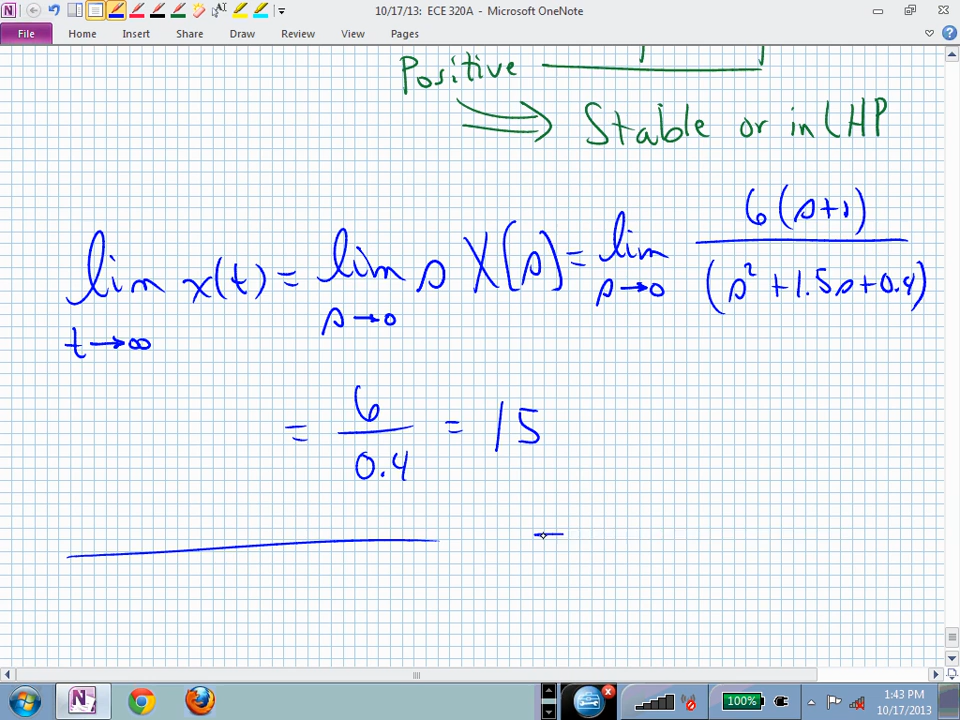 10/17/13: ECE 320A - Microsoft OneNote
File Home Insert Share Draw Review View Pages
Positive
Stable or in LHP
lim x(t) = lim s X(s) = lim 6(s+1)
t→∞ s→0 s→0 (s² + 1.5s + 0.4)
= 6/0.4 = 15
100%
1:43 PM
10/17/2013